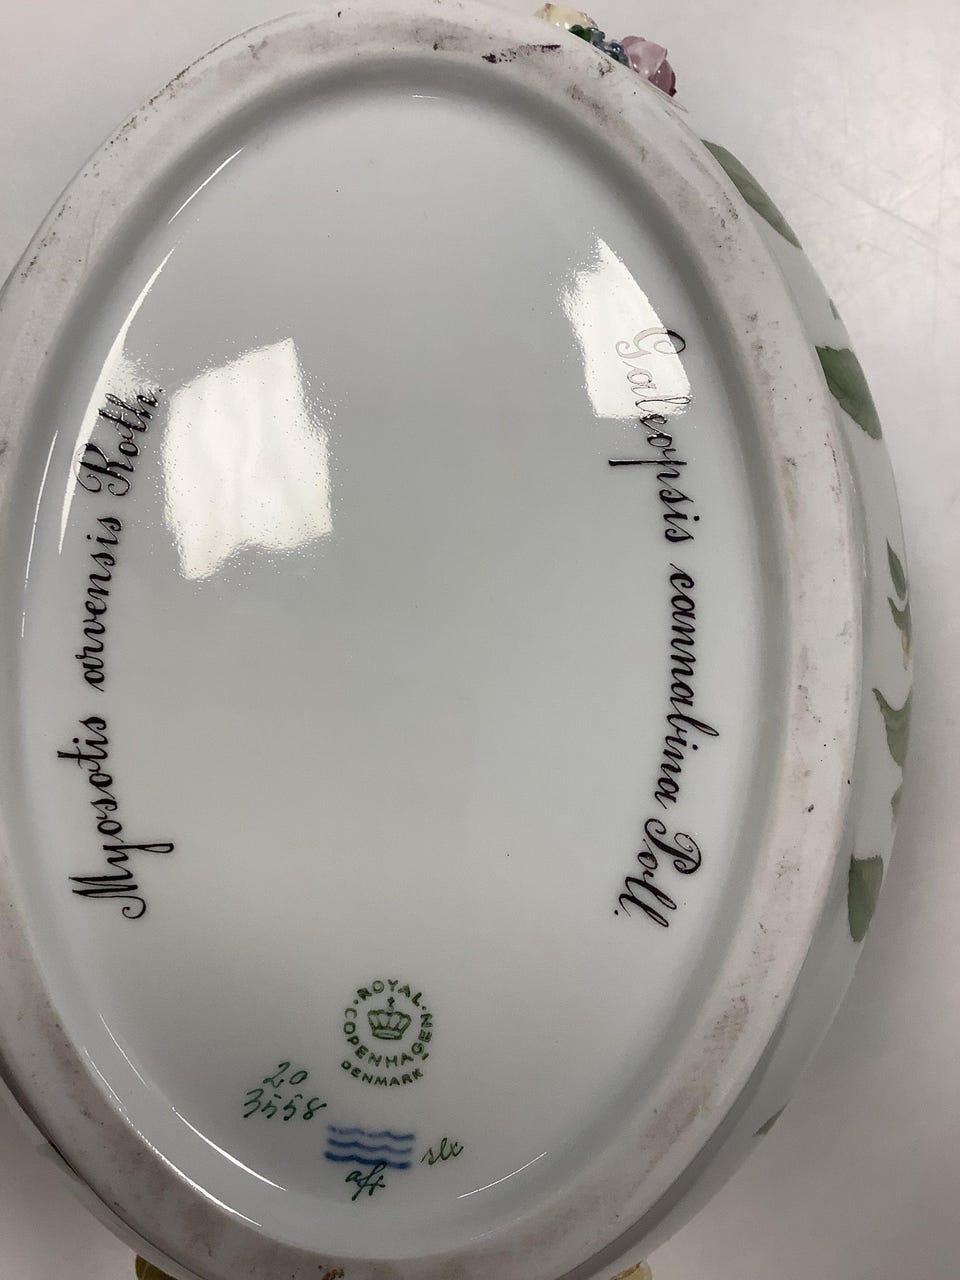 Myosotis arvensis Roth.
Galeopsis cannabina Poll.
ROYAL COPENHAGEN
DENMARK
20
3558